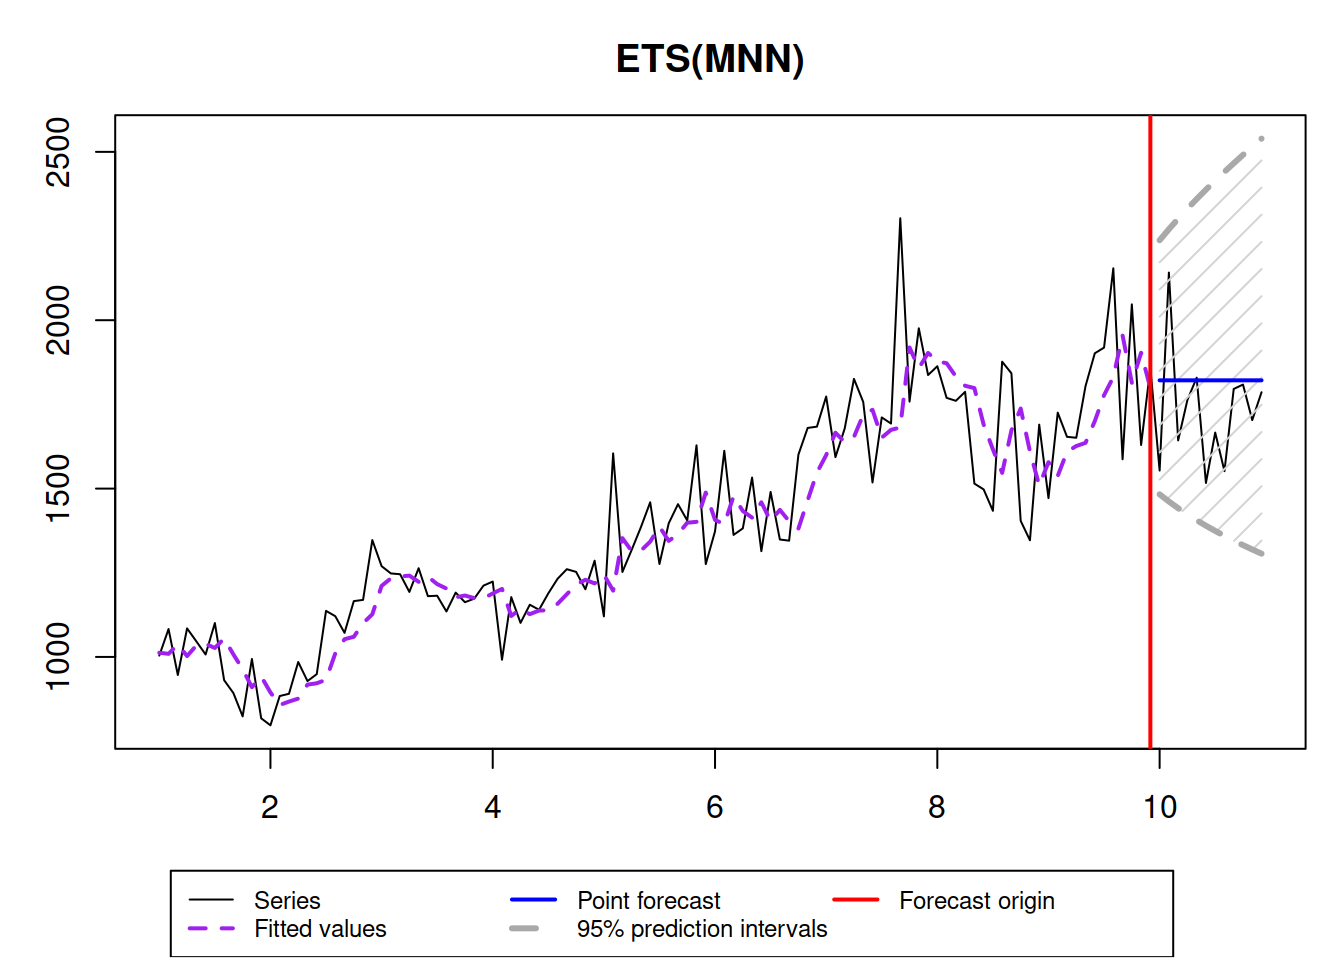 ETS(MNN)
2500
2000
1500
1000
2 4 6 8 10
Series Point forecast Forecast origin
Fitted values 95% prediction intervals